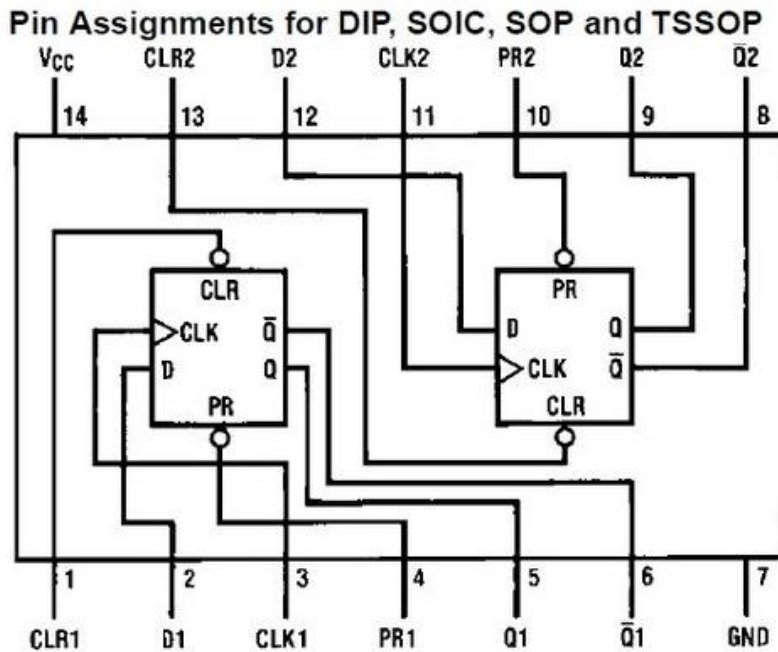 Pin Assignments for DIP, SOIC, SOP and TSSOP
VCC CLR2 D2 CLK2 PR2 Q2 Q̅2
14 13 12 11 10 9 8
CLR PR
CLK Q̅ D Q
D Q CLK Q̅
PR CLR
1 2 3 4 5 6 7
CLR1 D1 CLK1 PR1 Q1 Q̅1 GND